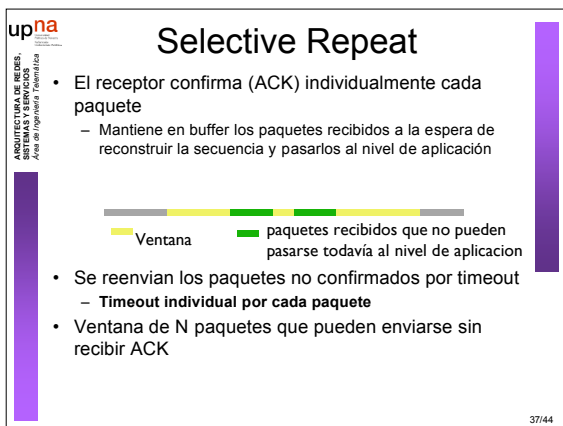 upna
ARQUITECTURA DE REDES,
SISTEMAS Y SERVICIOS
Área de Ingeniería Telemática
Selective Repeat
• El receptor confirma (ACK) individualmente cada
paquete
– Mantiene en buffer los paquetes recibidos a la espera de
reconstruir la secuencia y pasarlos al nivel de aplicación
Ventana
paquetes recibidos que no pueden
pasarse todavía al nivel de aplicacion
• Se reenvian los paquetes no confirmados por timeout
– Timeout individual por cada paquete
• Ventana de N paquetes que pueden enviarse sin
recibir ACK
37/44